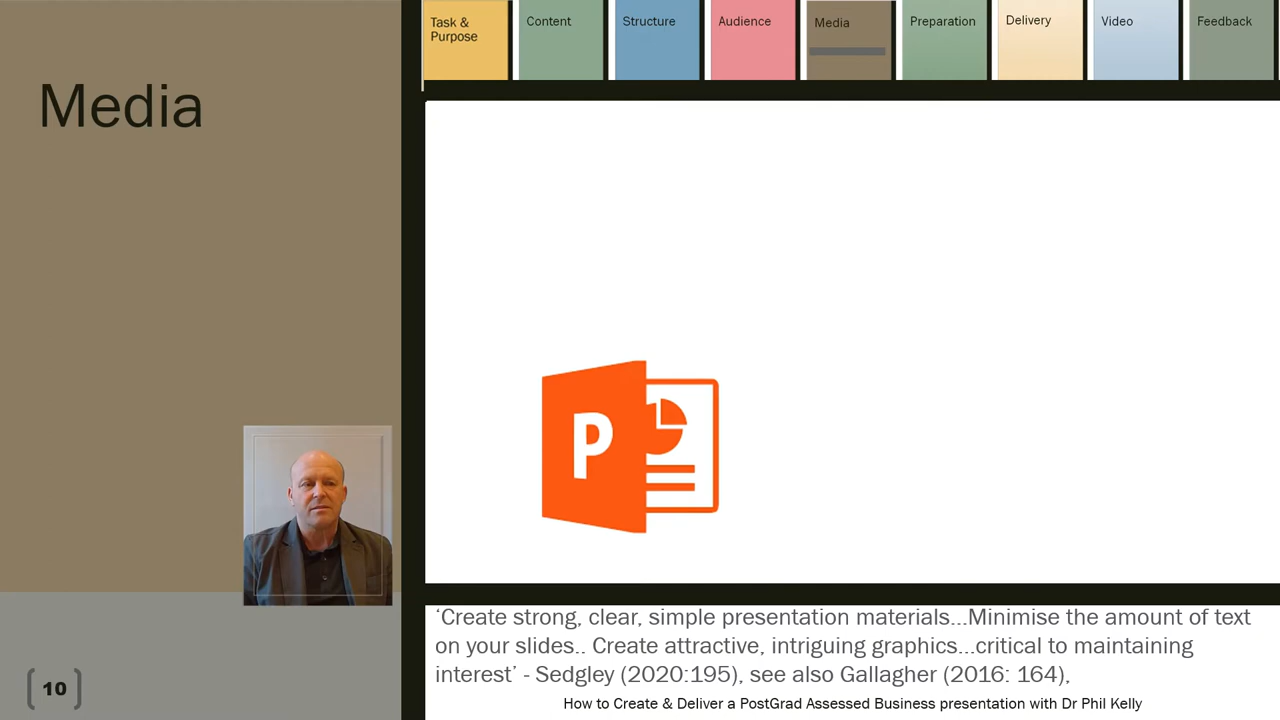 Task &
Purpose
Content
Structure
Audience
Media
Preparation
Delivery
Video
Feedback
Media
P
‘Create strong, clear, simple presentation materials...Minimise the amount of text
on your slides.. Create attractive, intriguing graphics...critical to maintaining
interest’ - Sedgley (2020:195), see also Gallagher (2016: 164),
How to Create & Deliver a PostGrad Assessed Business presentation with Dr Phil Kelly
10